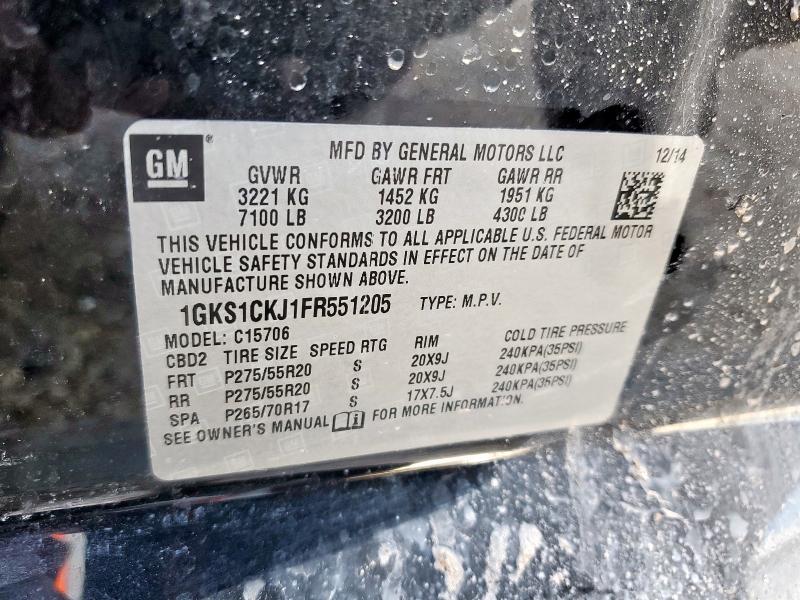 GM ® MFD BY GENERAL MOTORS LLC 12/14
GVWR GAWR FRT GAWR RR
3221 KG 1452 KG 1951 KG
7100 LB 3200 LB 4300 LB
THIS VEHICLE CONFORMS TO ALL APPLICABLE U.S. FEDERAL MOTOR
VEHICLE SAFETY STANDARDS IN EFFECT ON THE DATE OF
MANUFACTURE SHOWN ABOVE.
1GKS1CKJ1FR551205 TYPE: M.P.V.
MODEL: C15706
CBD2 TIRE SIZE SPEED RTG RIM COLD TIRE PRESSURE
FRT P275/55R20 S 20X9J 240KPA(35PSI)
RR P275/55R20 S 20X9J 240KPA(35PSI)
SPA P265/70R17 S 17X7.5J 240KPA(35PSI)
SEE OWNER'S MANUAL FOR MORE INFORMATION.